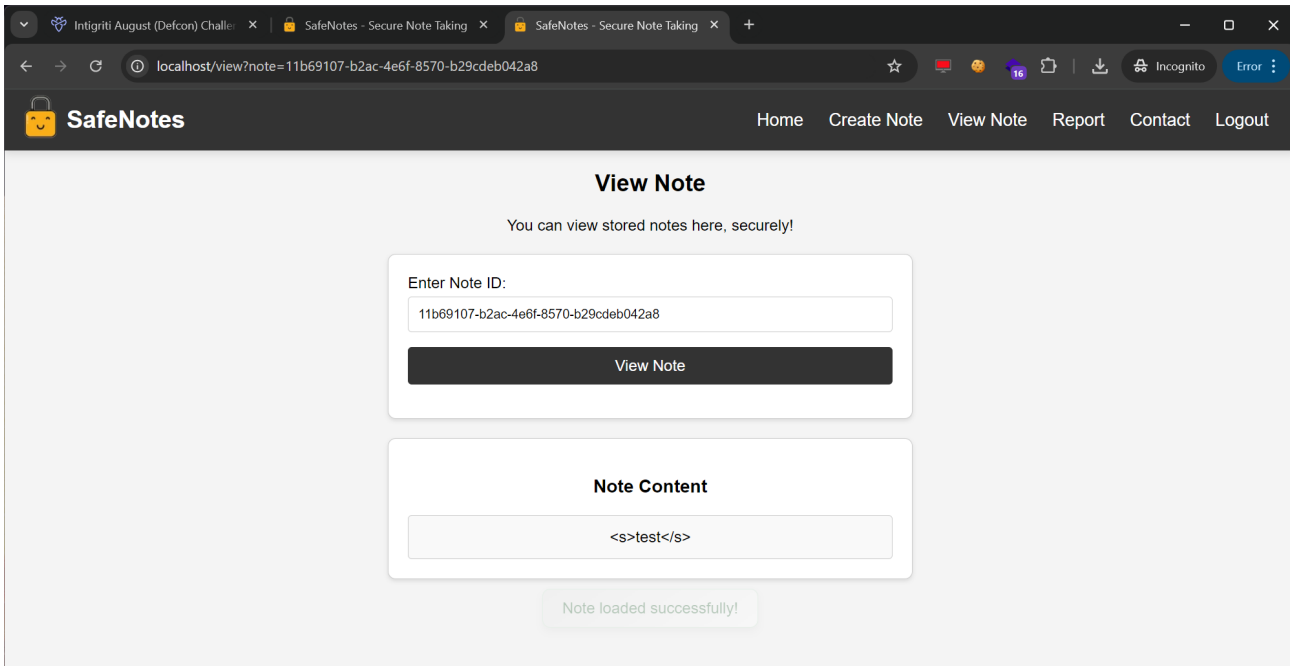 Intigriti August (Defcon) Challe
SafeNotes - Secure Note Taking
SafeNotes - Secure Note Taking
localhost/view?note=11b69107-b2ac-4e6f-8570-b29cdeb042a8
16
Incognito
Error
SafeNotes
Home
Create Note
View Note
Report
Contact
Logout
View Note
You can view stored notes here, securely!
Enter Note ID:
11b69107-b2ac-4e6f-8570-b29cdeb042a8
View Note
Note Content
<s>test</s>
Note loaded successfully!